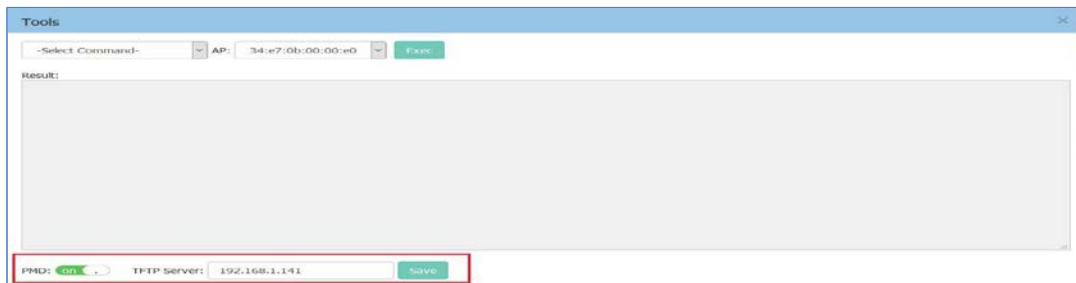 Tools
-Select Command- AP: 34:e7:0b:00:00:e0 Exec
Result:
PMD: on TFTP Server: 192.168.1.141 Save